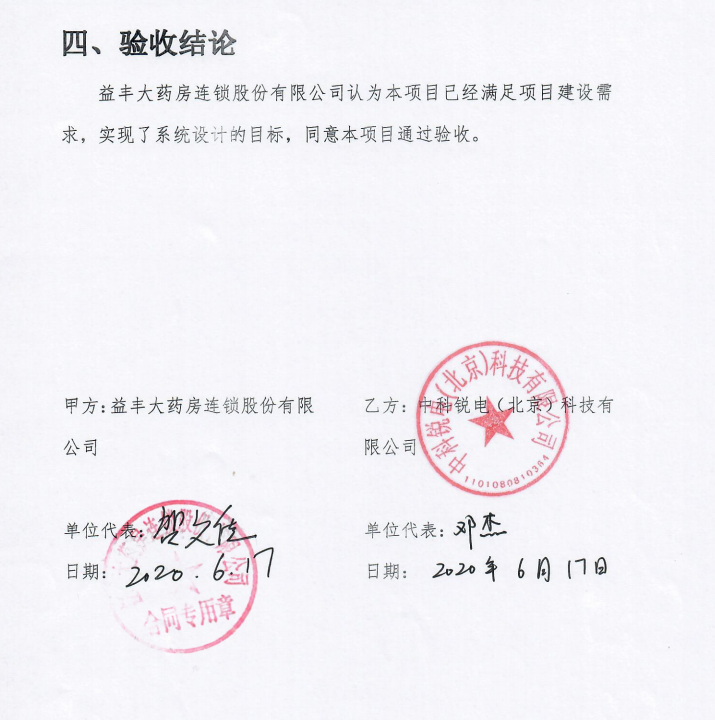 四、验收结论
益丰大药房连锁股份有限公司认为本项目已经满足项目建设需
求，实现了系统设计的目标，同意本项目通过验收。
中科锐电(北京)科技有限公司
1101080810384
甲方：益丰大药房连锁股份有限
公司
乙方：中科锐电（北京）科技有
限公司
单位代表：贺文佳
日期：2020.6.17
合同专用章
单位代表：邓杰
日期：2020年6月17日